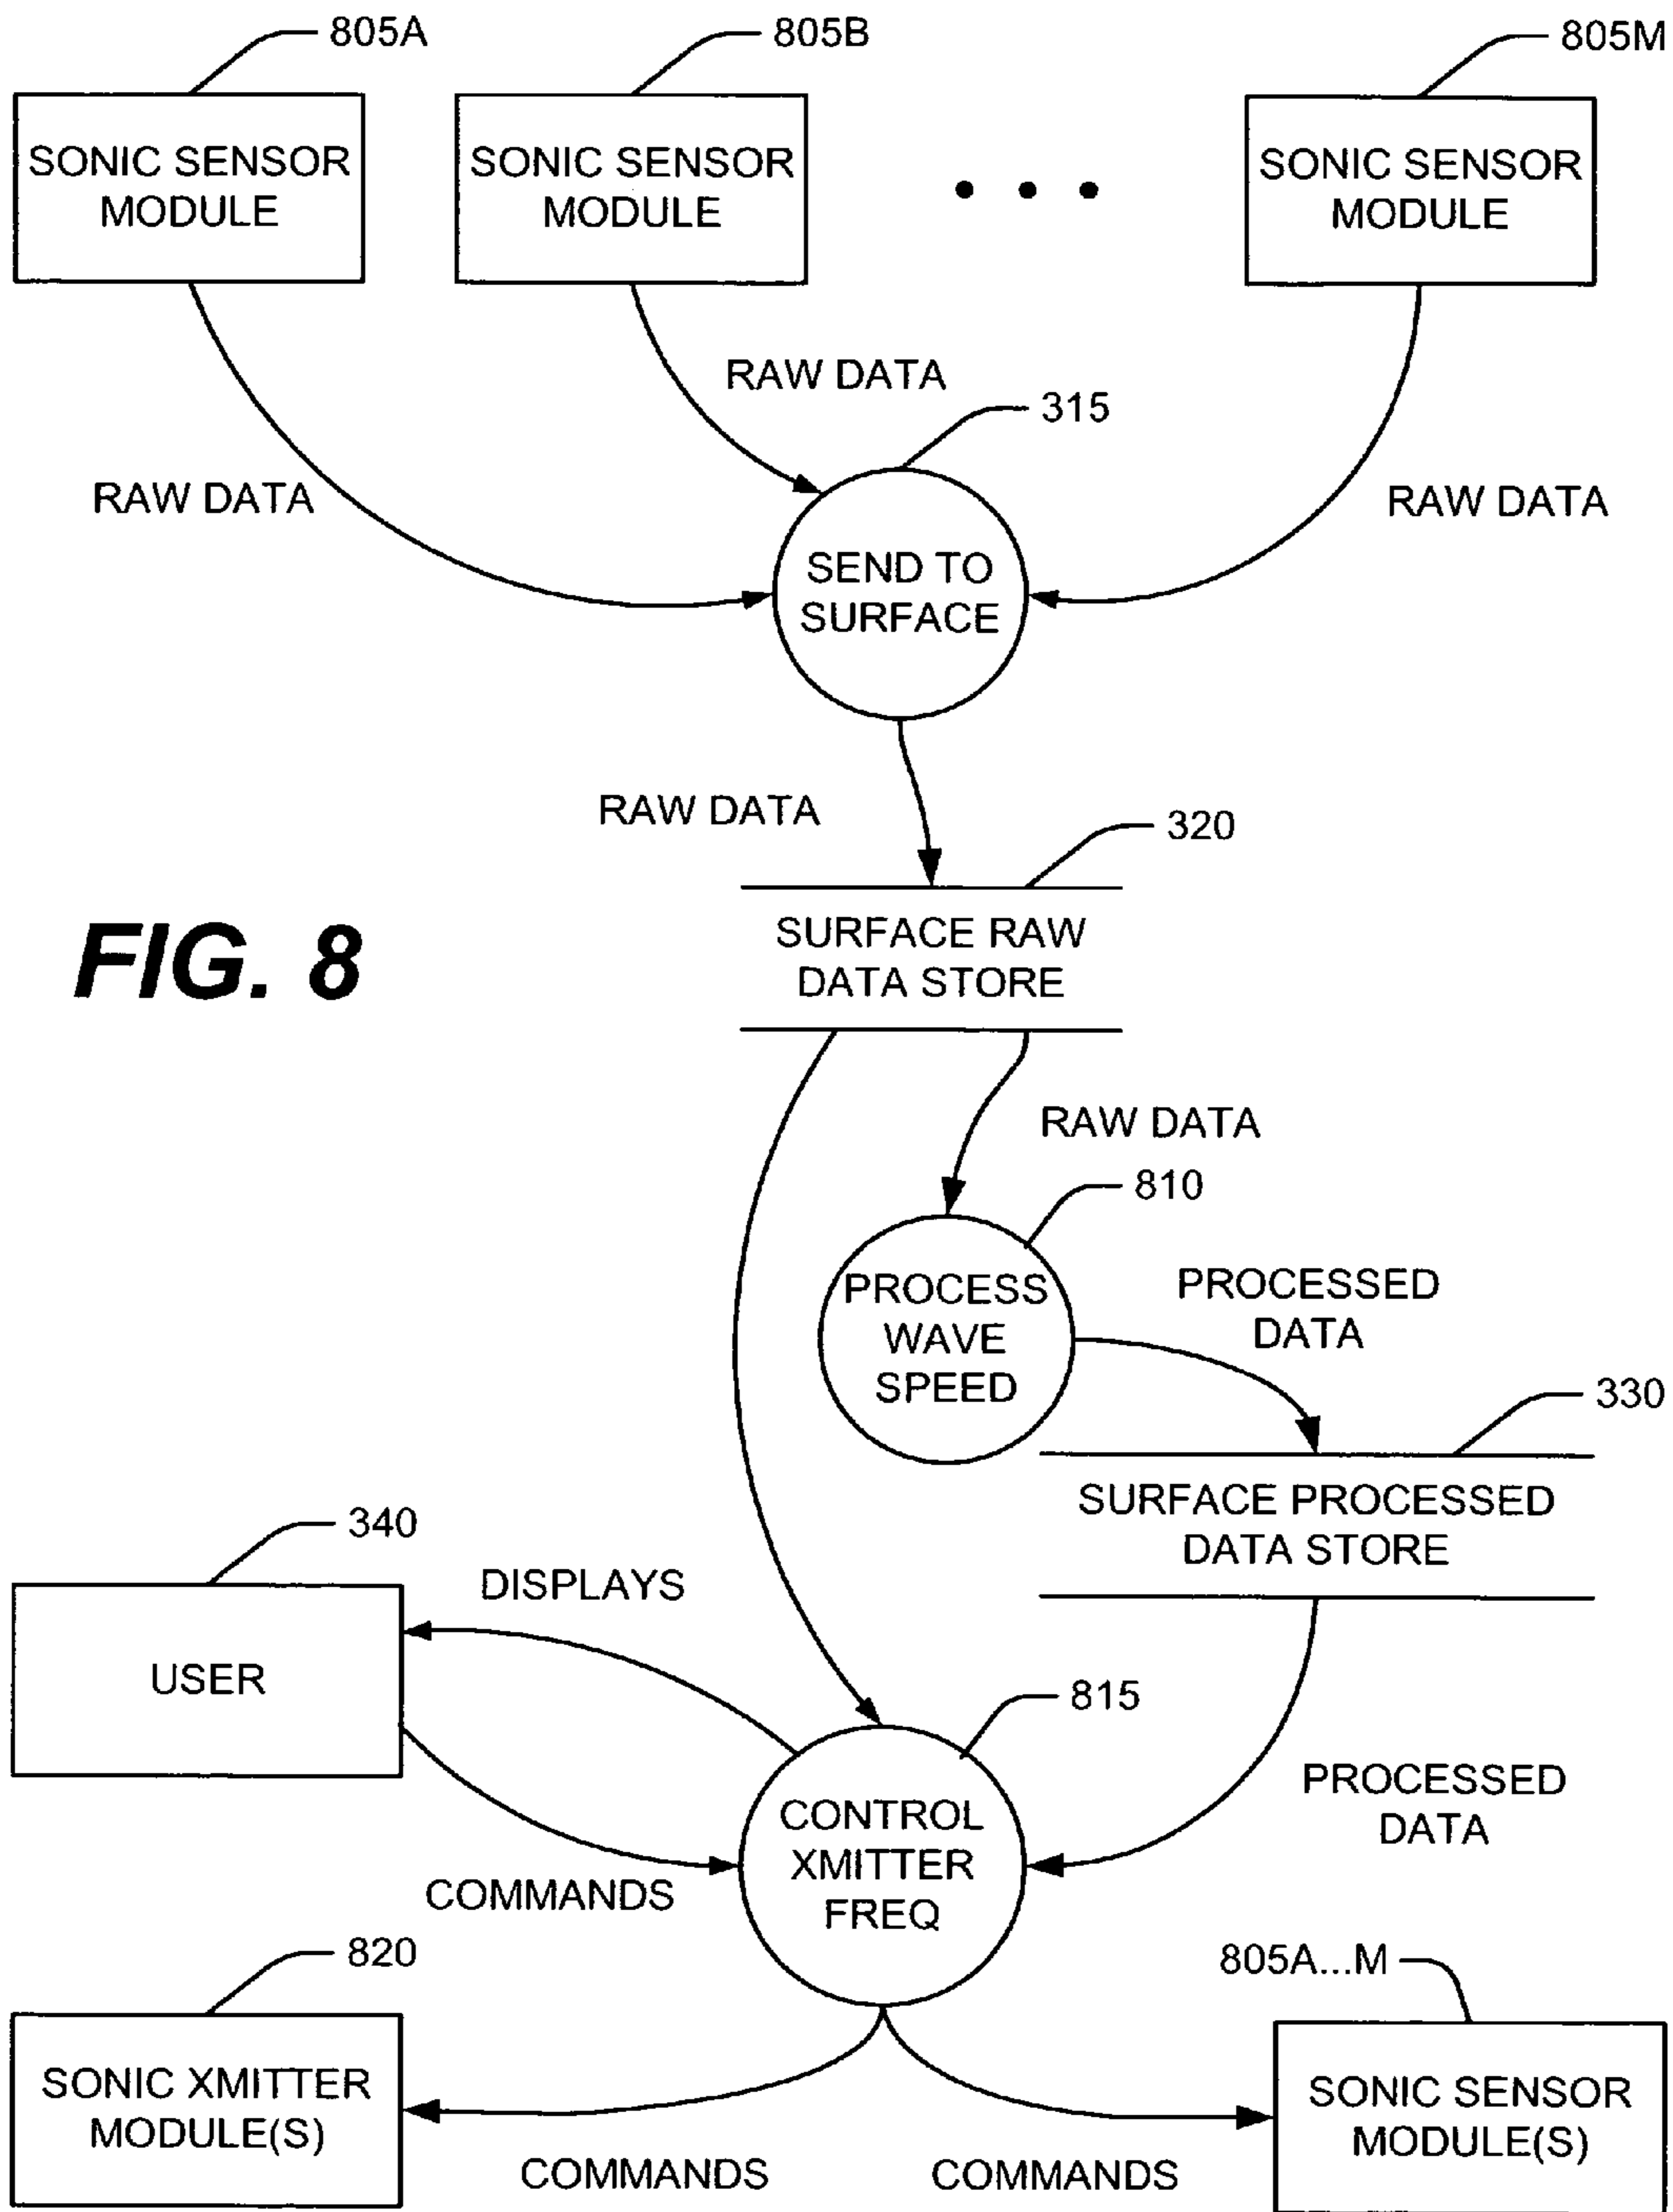 805A
805B
805M
SONIC SENSOR
MODULE
SONIC SENSOR
MODULE
SONIC SENSOR
MODULE
RAW DATA
315
RAW DATA
RAW DATA
SEND TO
SURFACE
RAW DATA
320
FIG. 8
SURFACE RAW
DATA STORE
RAW DATA
810
PROCESS
WAVE
SPEED
PROCESSED
DATA
330
SURFACE PROCESSED
DATA STORE
340
DISPLAYS
USER
815
PROCESSED
DATA
CONTROL
XMITTER
FREQ
COMMANDS
820
805A...M
SONIC XMITTER
MODULE(S)
SONIC SENSOR
MODULE(S)
COMMANDS
COMMANDS